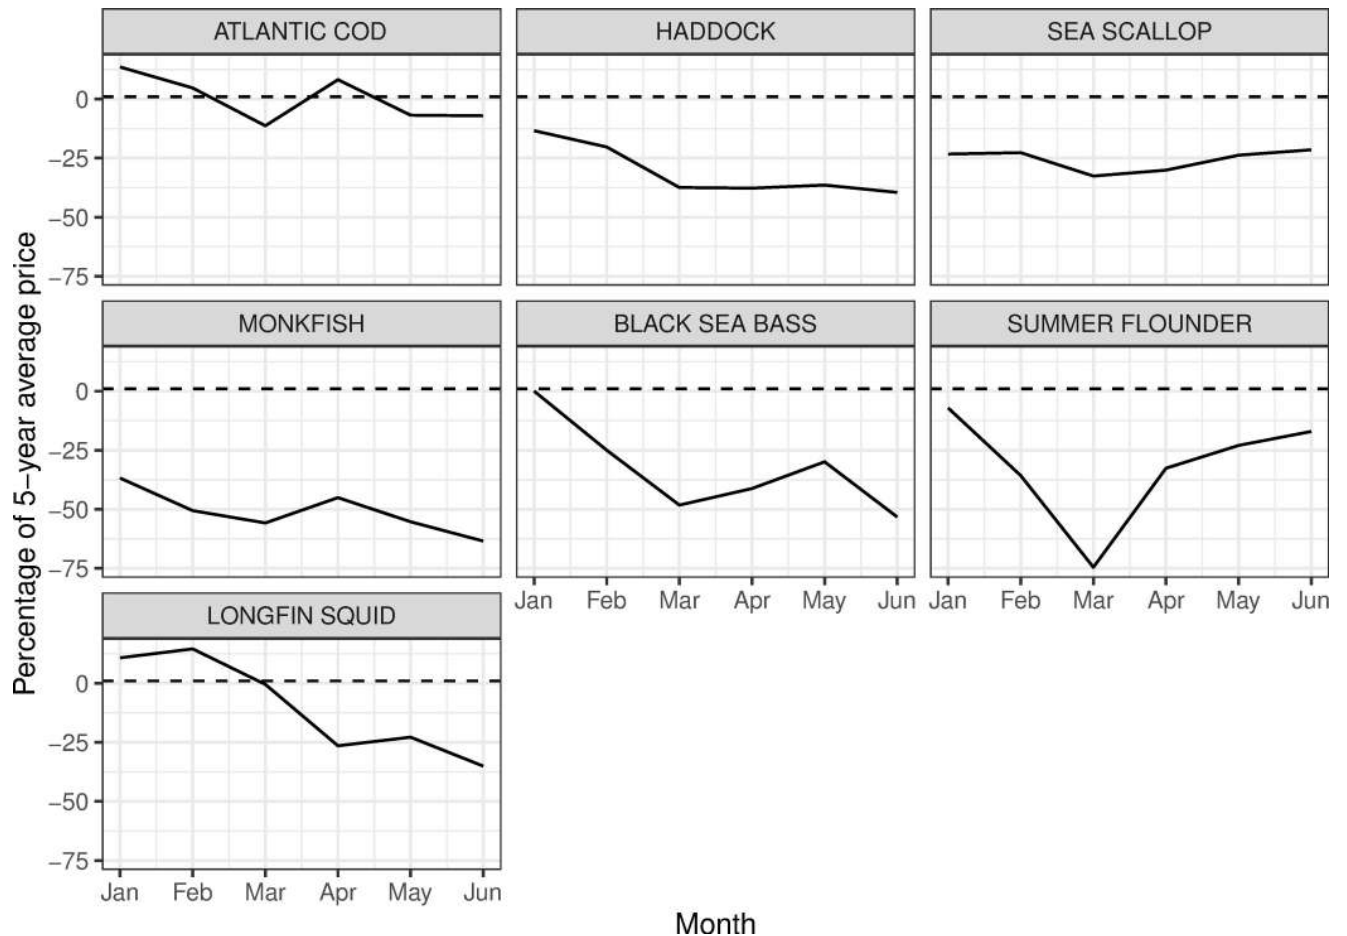 ATLANTIC COD
HADDOCK
SEA SCALLOP
0
−25
−50
−75
MONKFISH
BLACK SEA BASS
SUMMER FLOUNDER
0
−25
−50
−75
Jan Feb Mar Apr May Jun
Jan Feb Mar Apr May Jun
LONGFIN SQUID
0
−25
−50
−75
Jan Feb Mar Apr May Jun
Percentage of 5−year average price
Month